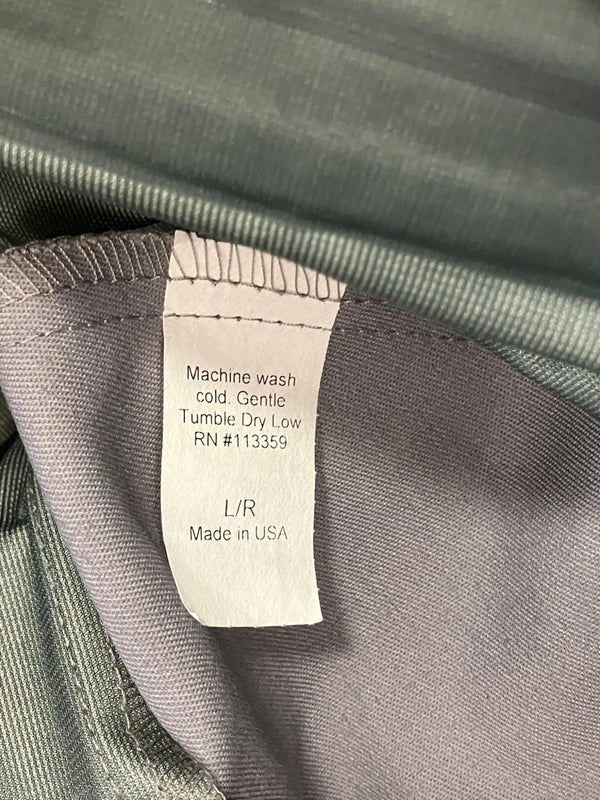 Machine wash
cold. Gentle
Tumble Dry Low
RN #113359
L/R
Made in USA